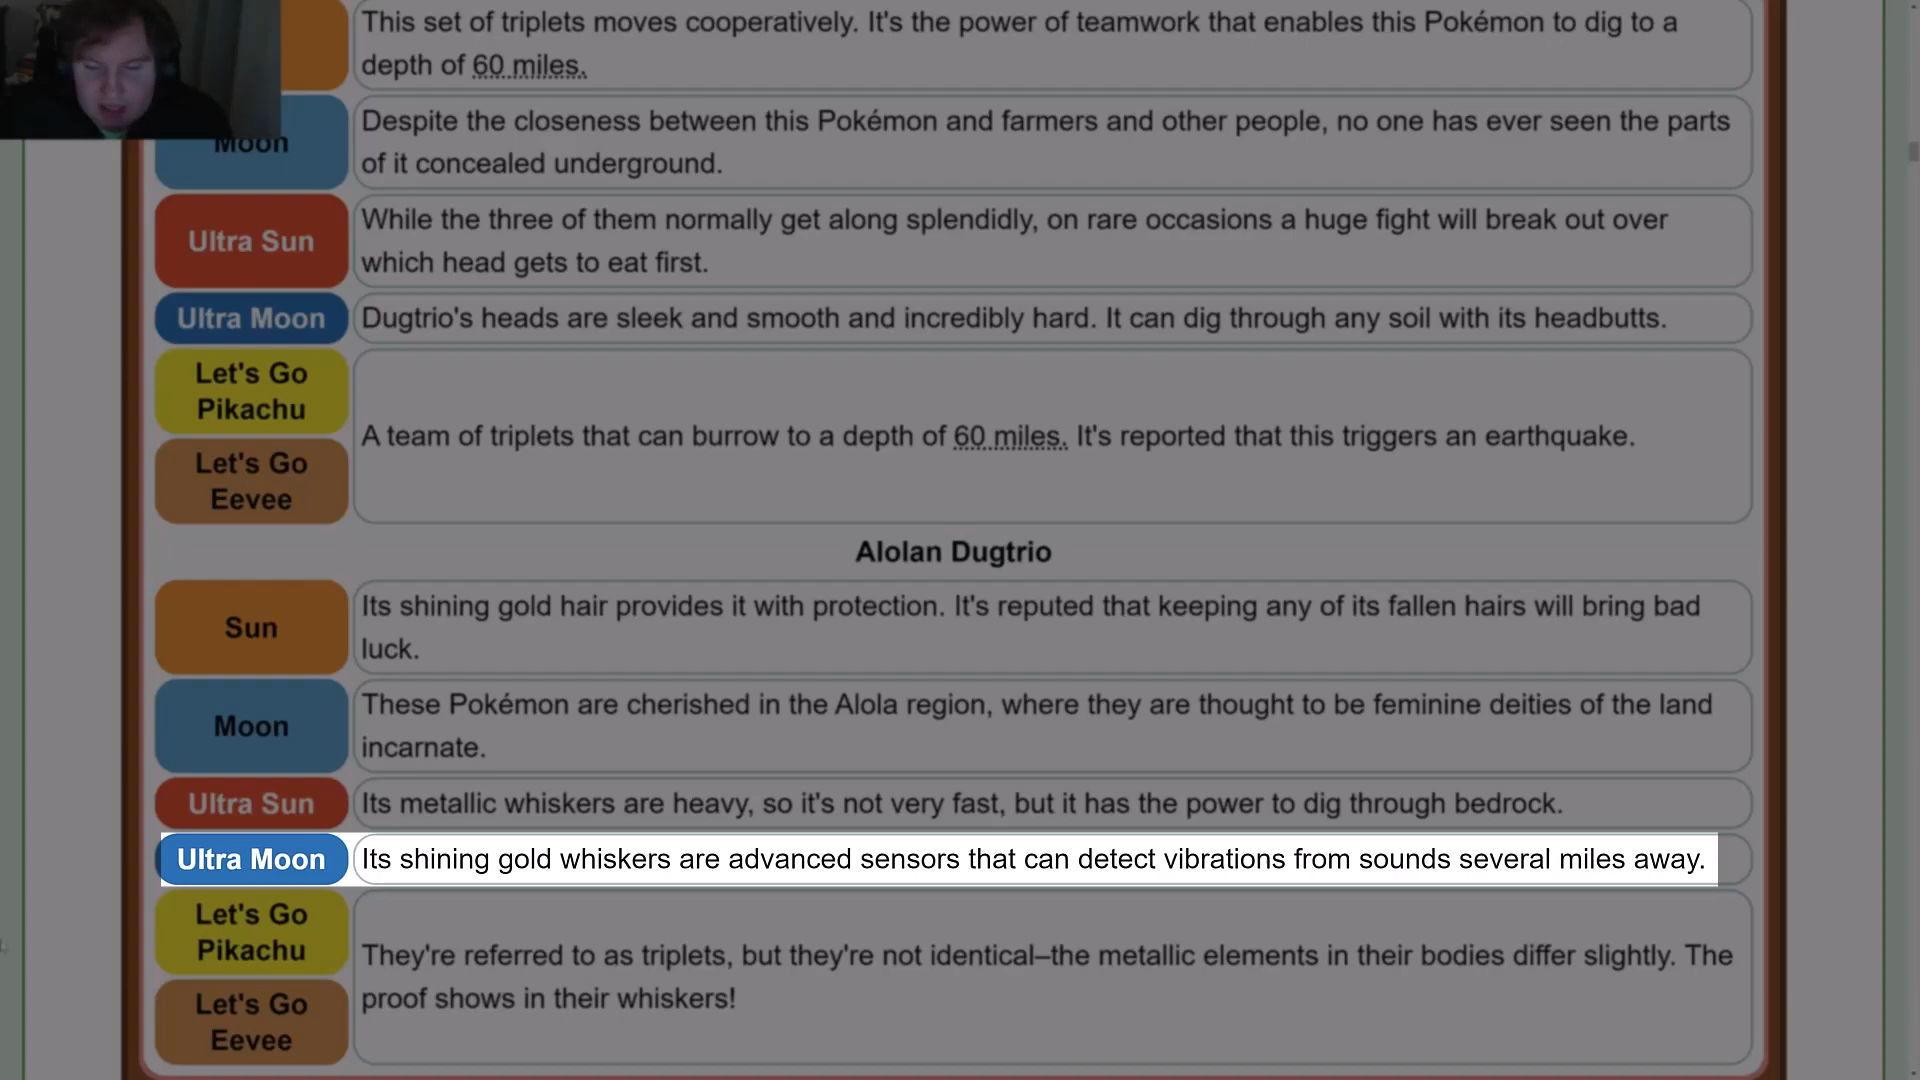 This set of triplets moves cooperatively. It's the power of teamwork that enables this Pokémon to dig to a
depth of 60 miles.
Moon
Despite the closeness between this Pokémon and farmers and other people, no one has ever seen the parts
of it concealed underground.
Ultra Sun
While the three of them normally get along splendidly, on rare occasions a huge fight will break out over
which head gets to eat first.
Ultra Moon
Dugtrio's heads are sleek and smooth and incredibly hard. It can dig through any soil with its headbutts.
Let's Go
Pikachu
Let's Go
Eevee
A team of triplets that can burrow to a depth of 60 miles. It's reported that this triggers an earthquake.
Alolan Dugtrio
Sun
Its shining gold hair provides it with protection. It's reputed that keeping any of its fallen hairs will bring bad
luck.
Moon
These Pokémon are cherished in the Alola region, where they are thought to be feminine deities of the land
incarnate.
Ultra Sun
Its metallic whiskers are heavy, so it's not very fast, but it has the power to dig through bedrock.
Ultra Moon
Its shining gold whiskers are advanced sensors that can detect vibrations from sounds several miles away.
Let's Go
Pikachu
Let's Go
Eevee
They're referred to as triplets, but they're not identical–the metallic elements in their bodies differ slightly. The
proof shows in their whiskers!